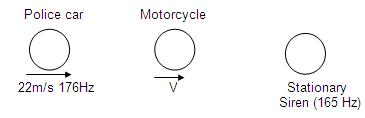 Police car
Motorcycle
22m/s 176Hz
V
Stationary
Siren (165 Hz)